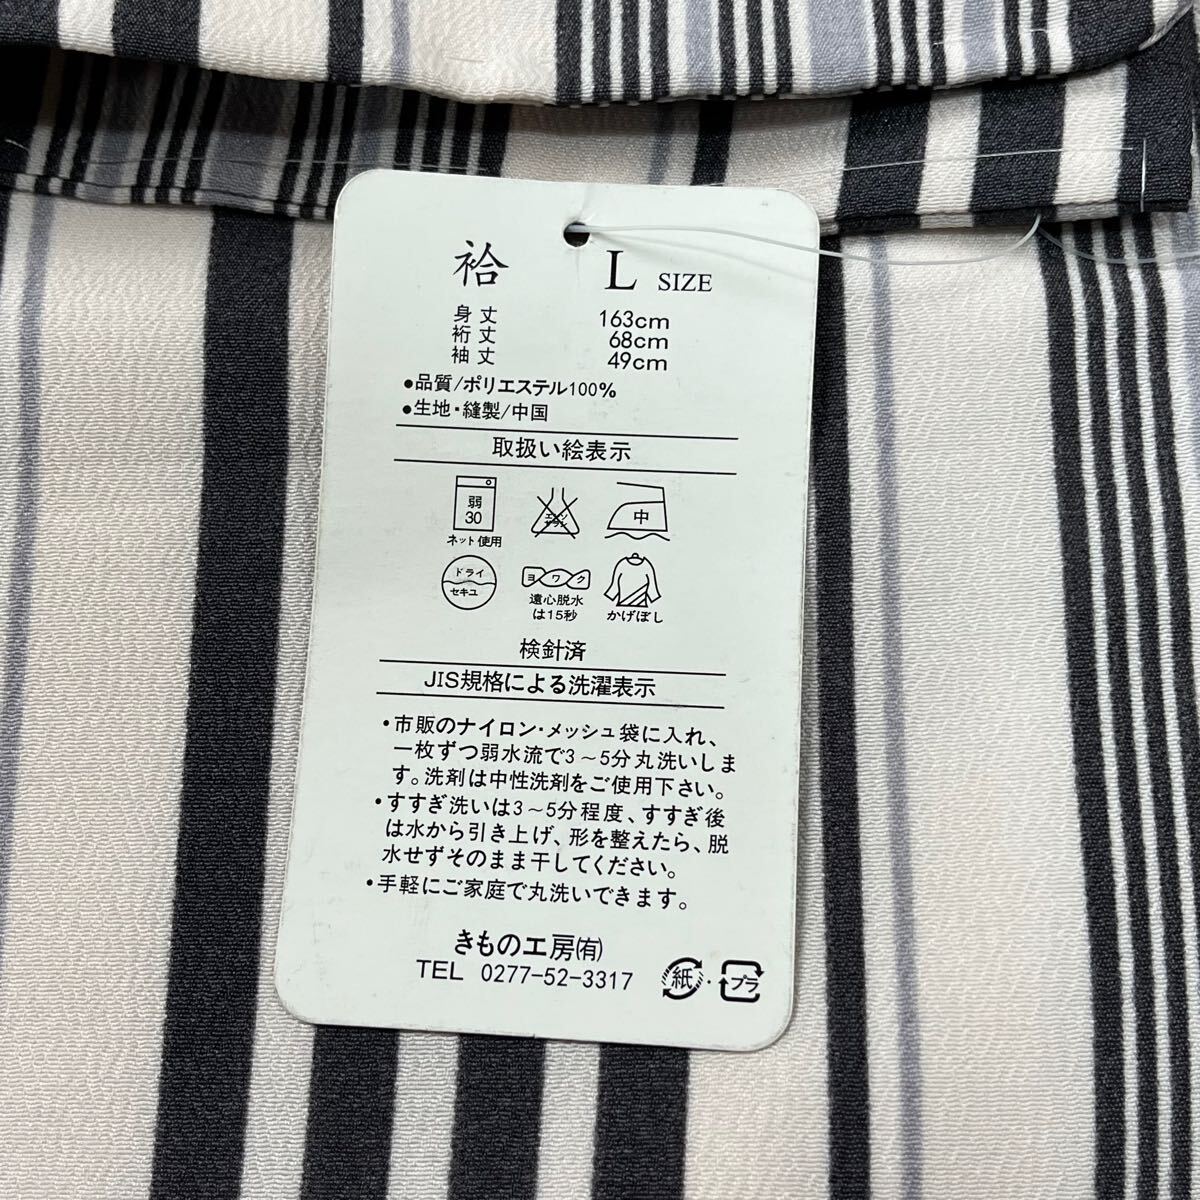 袷 L SIZE
身丈 163cm
裄丈 68cm
袖丈 49cm
●品質/ポリエステル100%
●生地・縫製/中国
取扱い絵表示
弱
30
ネット使用
中
ドライ
セキユ
ヨワク
遠心脱水
は15秒
かげぼし
検針済
JIS規格による洗濯表示
・市販のナイロン・メッシュ袋に入れ、
一枚ずつ弱水流で3～5分丸洗いしま
す。洗剤は中性洗剤をご使用下さい。
・すすぎ洗いは3～5分程度、すすぎ後
は水から引き上げ、形を整えたら、脱
水せずそのまま干してください。
・手軽にご家庭で丸洗いできます。
きもの工房㈲
TEL 0277-52-3317
紙・プラ